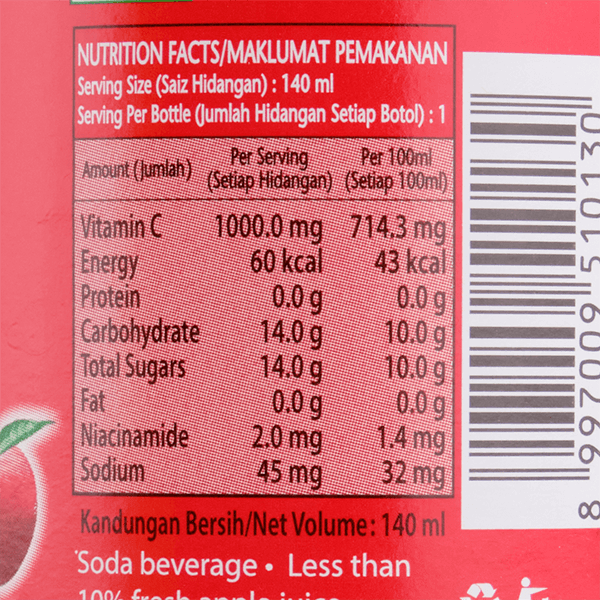 NUTRITION FACTS/MAKLUMAT PEMAKANAN
Serving Size (Saiz Hidangan) : 140 ml
Serving Per Bottle (Jumlah Hidangan Setiap Botol) : 1
Amount (Jumlah) Per Serving (Setiap Hidangan) Per 100ml (Setiap 100ml)
Vitamin C 1000.0 mg 714.3 mg
Energy 60 kcal 43 kcal
Protein 0.0 g 0.0 g
Carbohydrate 14.0 g 10.0 g
Total Sugars 14.0 g 10.0 g
Fat 0.0 g 0.0 g
Niacinamide 2.0 mg 1.4 mg
Sodium 45 mg 32 mg
Kandungan Bersih/Net Volume: 140 ml
Soda beverage • Less than
10% fresh apple juice
8 997009 510130